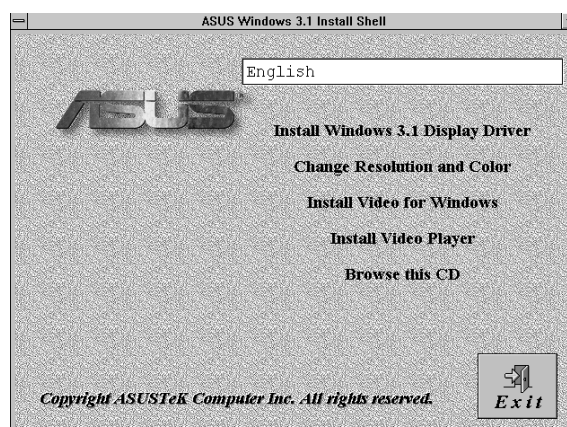 ASUS Windows 3.1 Install Shell
English
ASUS
Install Windows 3.1 Display Driver
Change Resolution and Color
Install Video for Windows
Install Video Player
Browse this CD
Copyright ASUSTeK Computer Inc. All rights reserved.
Exit